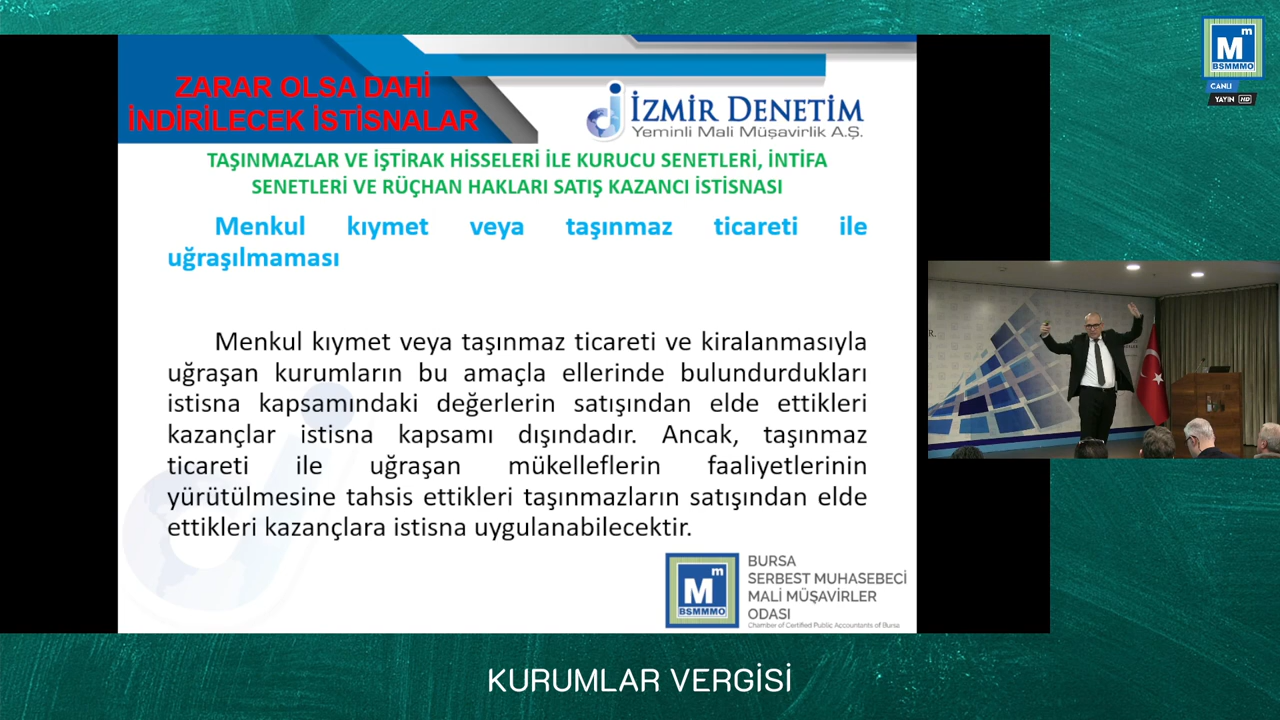 ZARAR OLSA DAHİ
İNDİRİLECEK İSTİSNALAR
İZMİR DENETİM
Yeminli Mali Müşavirlik A.Ş.
TAŞINMAZLAR VE İŞTİRAK HİSSELERİ İLE KURUCU SENETLERİ, İNTİFA
SENETLERİ VE RÜÇHAN HAKLARI SATIŞ KAZANCI İSTİSNASI
Menkul kıymet veya taşınmaz ticareti ile
uğraşılmaması
Menkul kıymet veya taşınmaz ticareti ve kiralanmasıyla
uğraşan kurumların bu amaçla ellerinde bulundurdukları
istisna kapsamındaki değerlerin satışından elde ettikleri
kazançlar istisna kapsamı dışındadır. Ancak, taşınmaz
ticareti ile uğraşan mükelleflerin faaliyetlerinin
yürütülmesine tahsis ettikleri taşınmazların satışından elde
ettikleri kazançlara istisna uygulanabilecektir.
Mm
BSMMMO
BURSA
SERBEST MUHASEBECİ
MALİ MÜŞAVİRLER
ODASI
Chamber of Certified Public Accountants of Bursa
Mm
BSMMMO
CANLI
YAYIN HD
KURUMLAR VERGİSİ